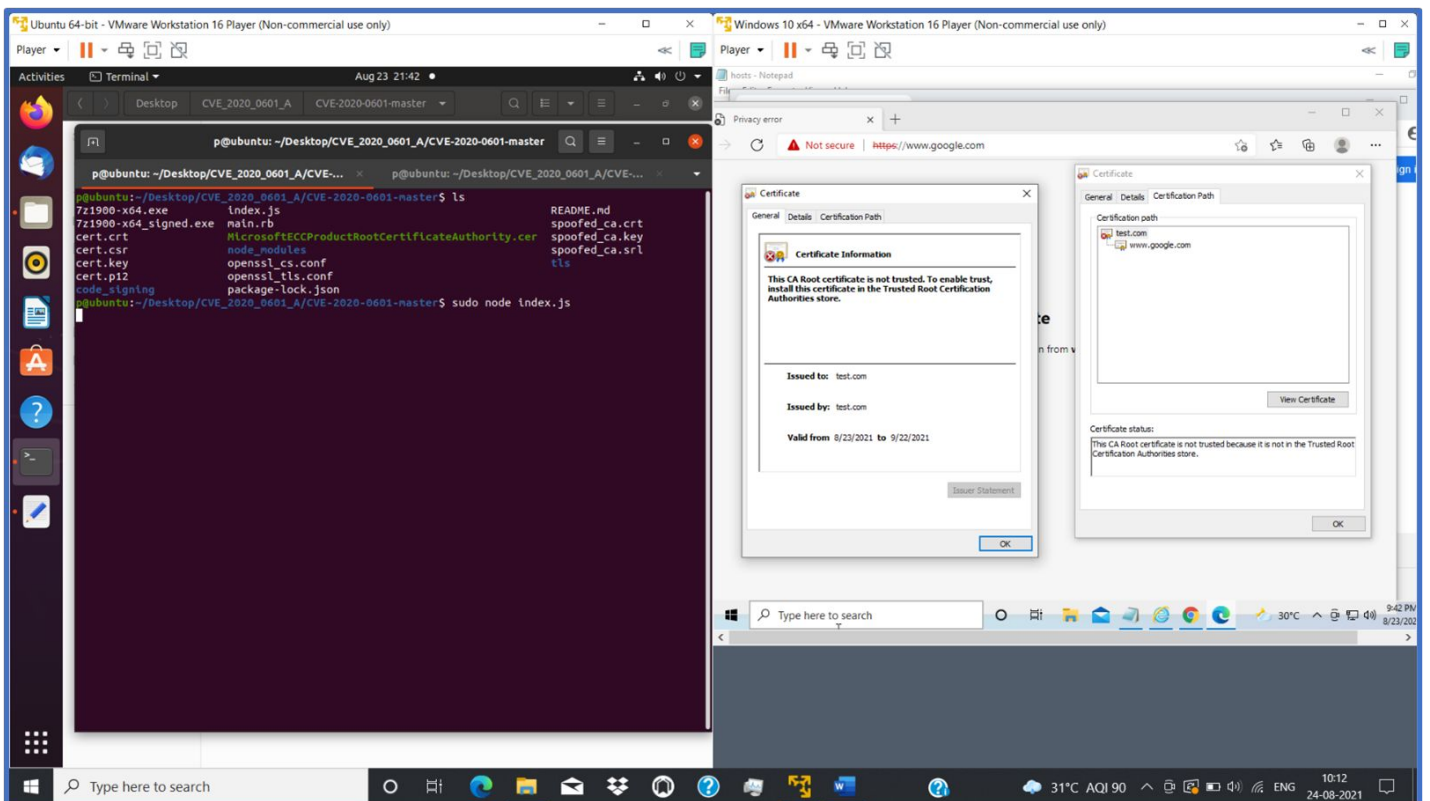 Ubuntu 64-bit - VMware Workstation 16 Player (Non-commercial use only)
Player
Activities
Terminal
Aug 23 21:42
Desktop
CVE_2020_0601_A
CVE-2020-0601-master
p@ubuntu: ~/Desktop/CVE_2020_0601_A/CVE-2020-0601-master
p@ubuntu: ~/Desktop/CVE_2020_0601_A/CVE-...
p@ubuntu: ~/Desktop/CVE_2020_0601_A/CVE-...
p@ubuntu:~/Desktop/CVE_2020_0601_A/CVE-2020-0601-master$ ls
7z1900-x64.exe index.js README.md
7z1900-x64_signed.exe main.rb spoofed_ca.crt
cert.crt MicrosoftECCProductRootCertificateAuthority.cer spoofed_ca.key
cert.csr node_modules spoofed_ca.srl
cert.key openssl_cs.conf tls
cert.p12 openssl_tls.conf
code_signing package-lock.json
p@ubuntu:~/Desktop/CVE_2020_0601_A/CVE-2020-0601-master$ sudo node index.js
Windows 10 x64 - VMware Workstation 16 Player (Non-commercial use only)
Player
hosts - Notepad
Privacy error
Not secure
https://www.google.com
Certificate
General Details Certification Path
Certificate Information
This CA Root certificate is not trusted. To enable trust,
install this certificate in the Trusted Root Certification
Authorities store.
Issued to: test.com
Issued by: test.com
Valid from 8/23/2021 to 9/22/2021
Issuer Statement
OK
n from
Certificate
General Details Certification Path
Certification path
test.com
www.google.com
View Certificate
Certificate status:
This CA Root certificate is not trusted because it is not in the Trusted Root
Certification Authorities store.
OK
Type here to search
30°C
9:42 PM
8/23/202
Type here to search
31°C AQI 90
ENG
10:12
24-08-2021